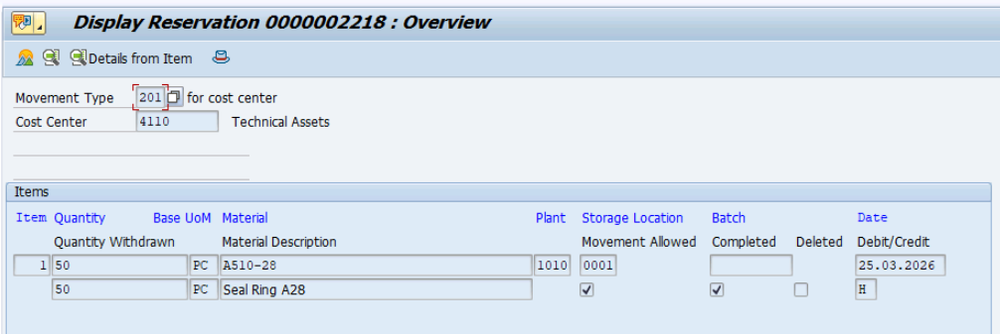 Display Reservation 0000002218 : Overview
Details from Item
Movement Type 201 for cost center
Cost Center 4110 Technical Assets
Items
Item Quantity Base UoM Material Plant Storage Location Batch Date
Quantity Withdrawn Material Description Movement Allowed Completed Deleted Debit/Credit
1 50 PC A510-28 1010 0001 25.03.2026
50 PC Seal Ring A28 H